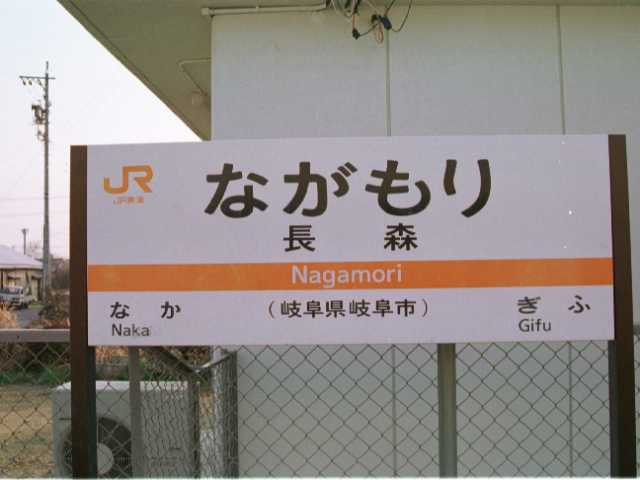 JR
JR東海
ながもり
長森
Nagamori
なか
(岐阜県岐阜市)
ぎふ
Naka
Gifu